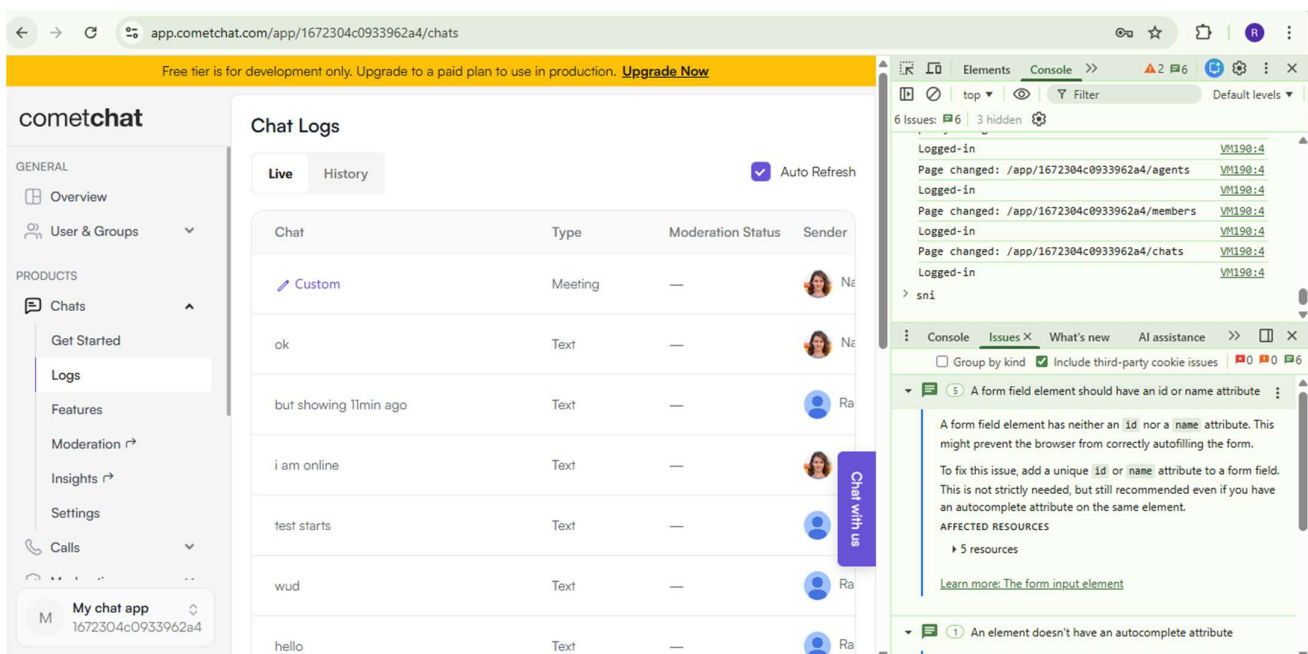 app.cometchat.com/app/1672304c0933962a4/chats
R
Free tier is for development only. Upgrade to a paid plan to use in production. Upgrade Now
cometchat
GENERAL
Overview
User & Groups
PRODUCTS
Chats
Get Started
Logs
Features
Moderation
Insights
Settings
Calls
M
My chat app
1672304c0933962a4
Chat Logs
Live History
Auto Refresh
Chat Type Moderation Status Sender
Custom Meeting — Na
ok Text — Na
but showing 11min ago Text — Ra
i am online Text —
test starts Text —
wud Text — Ra
hello Text Ra
Chat with us
Elements Console 2 6
top Filter Default levels
6 Issues: 6 3 hidden
Logged-in VM190:4
Page changed: /app/1672304c0933962a4/agents VM190:4
Logged-in VM190:4
Page changed: /app/1672304c0933962a4/members VM190:4
Logged-in VM190:4
Page changed: /app/1672304c0933962a4/chats VM190:4
Logged-in VM190:4
> sni
Console Issues What's new AI assistance
Group by kind Include third-party cookie issues 0 0 6
5 A form field element should have an id or name attribute
A form field element has neither an id nor a name attribute. This
might prevent the browser from correctly autofilling the form.
To fix this issue, add a unique id or name attribute to a form field.
This is not strictly needed, but still recommended even if you have
an autocomplete attribute on the same element.
AFFECTED RESOURCES
5 resources
Learn more: The form input element
1 An element doesn't have an autocomplete attribute